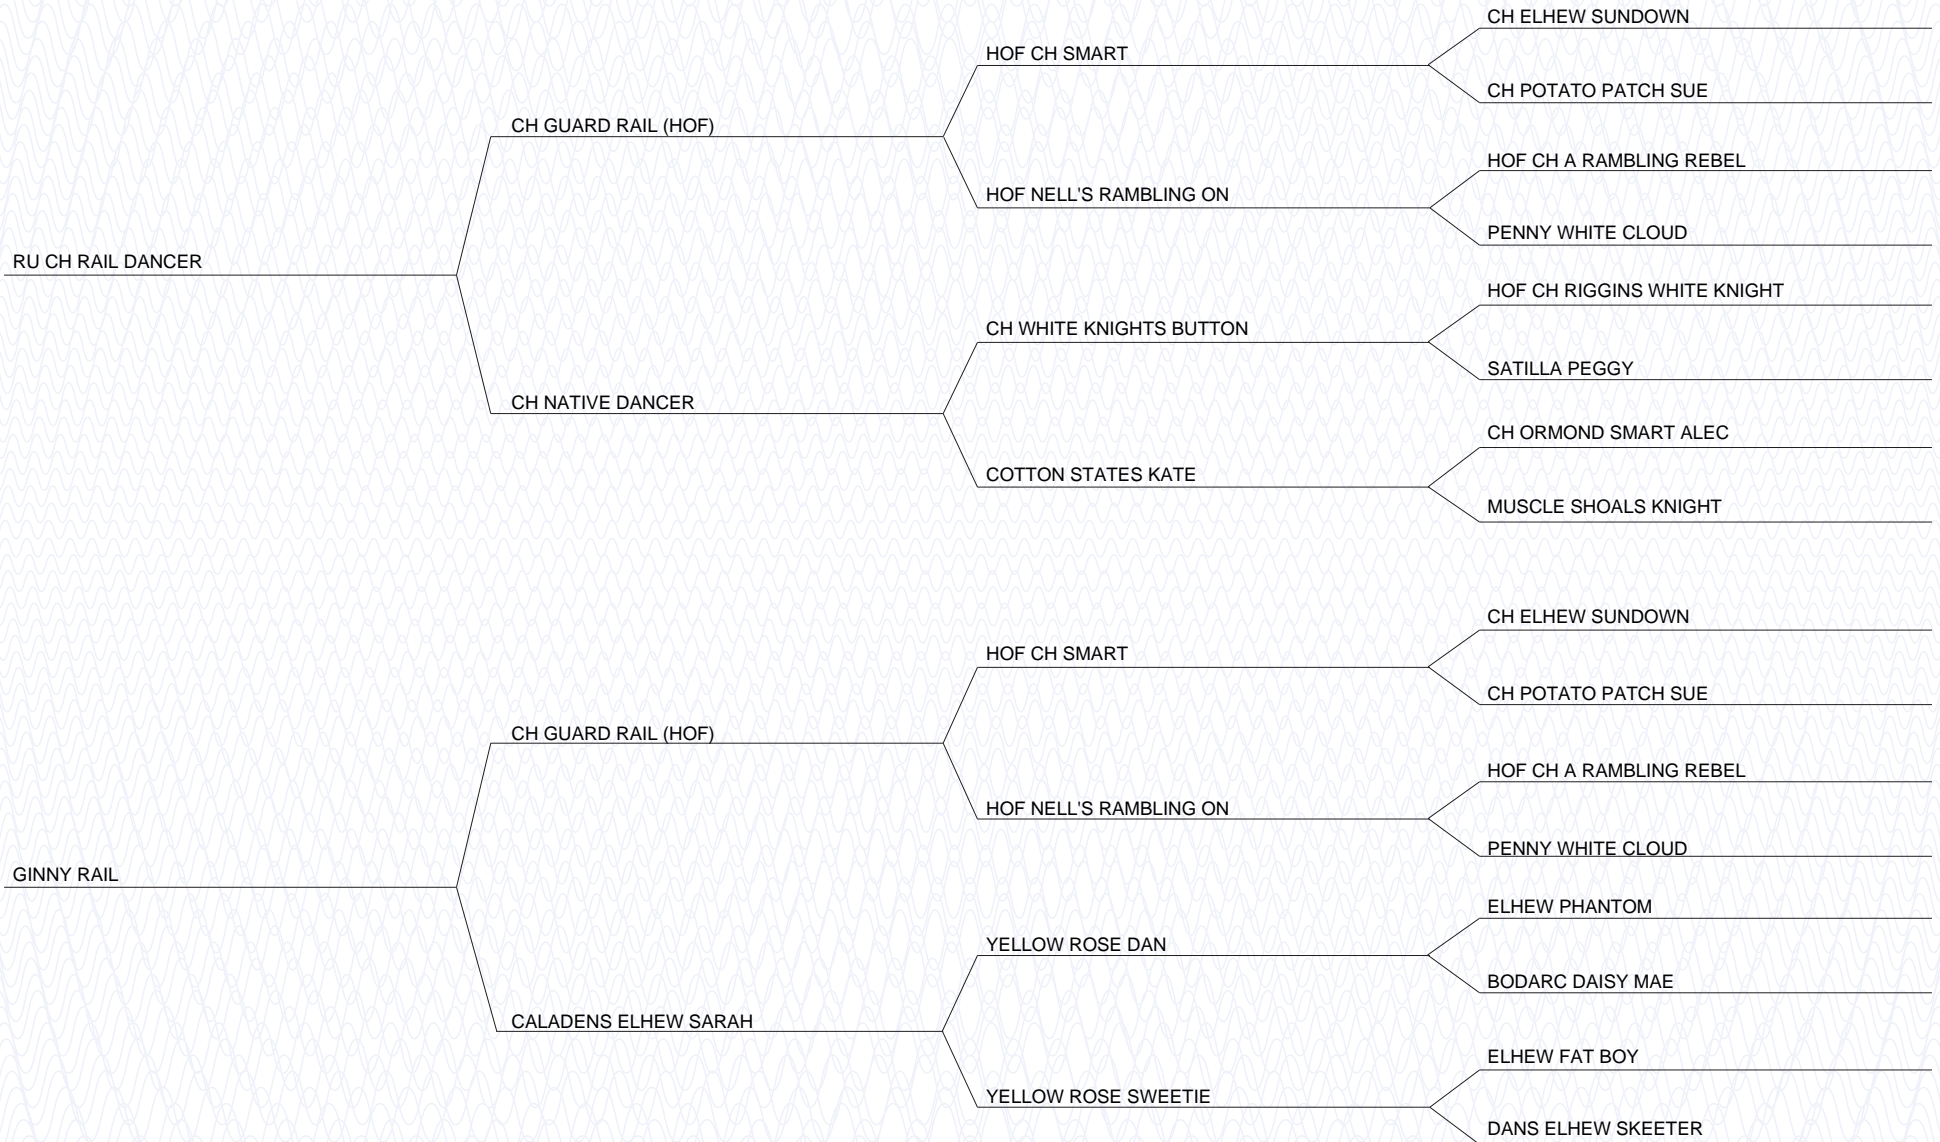 CH ELHEW SUNDOWN
HOF CH SMART
CH POTATO PATCH SUE
CH GUARD RAIL (HOF)
HOF CH A RAMBLING REBEL
HOF NELL'S RAMBLING ON
PENNY WHITE CLOUD
RU CH RAIL DANCER
HOF CH RIGGINS WHITE KNIGHT
CH WHITE KNIGHTS BUTTON
SATILLA PEGGY
CH NATIVE DANCER
CH ORMOND SMART ALEC
COTTON STATES KATE
MUSCLE SHOALS KNIGHT
CH ELHEW SUNDOWN
HOF CH SMART
CH POTATO PATCH SUE
CH GUARD RAIL (HOF)
HOF CH A RAMBLING REBEL
HOF NELL'S RAMBLING ON
PENNY WHITE CLOUD
GINNY RAIL
ELHEW PHANTOM
YELLOW ROSE DAN
BODARC DAISY MAE
CALADENS ELHEW SARAH
ELHEW FAT BOY
YELLOW ROSE SWEETIE
DANS ELHEW SKEETER